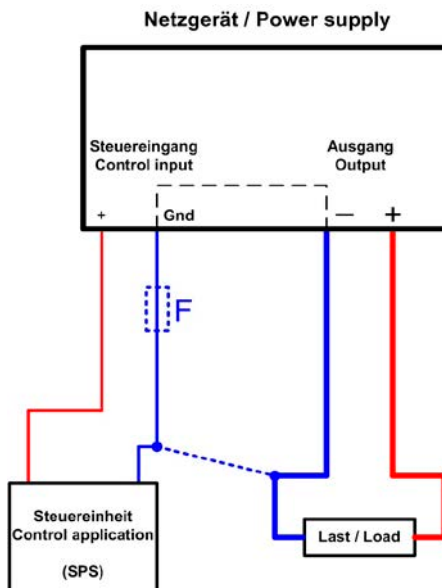 Netzgerät / Power supply
Steuereingang
Control input
Ausgang
Output
+
Gnd
—
+
F
Steuereinheit
Control application
(SPS)
Last / Load